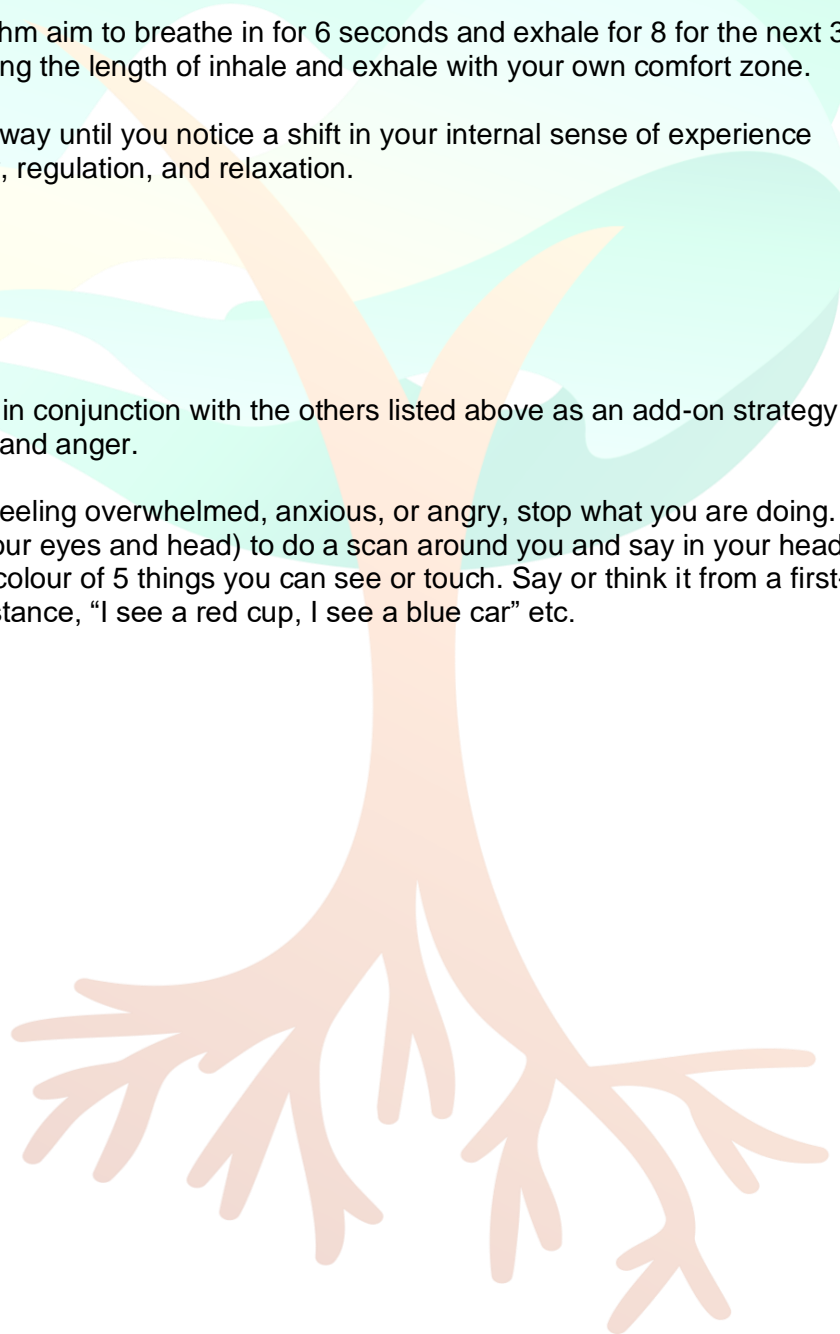 hm aim to breathe in for 6 seconds and exhale for 8 for the next 3
ng the length of inhale and exhale with your own comfort zone.
way until you notice a shift in your internal sense of experience
, regulation, and relaxation.
in conjunction with the others listed above as an add-on strategy
and anger.
eeling overwhelmed, anxious, or angry, stop what you are doing.
our eyes and head) to do a scan around you and say in your head
colour of 5 things you can see or touch. Say or think it from a first-
stance, “I see a red cup, I see a blue car” etc.